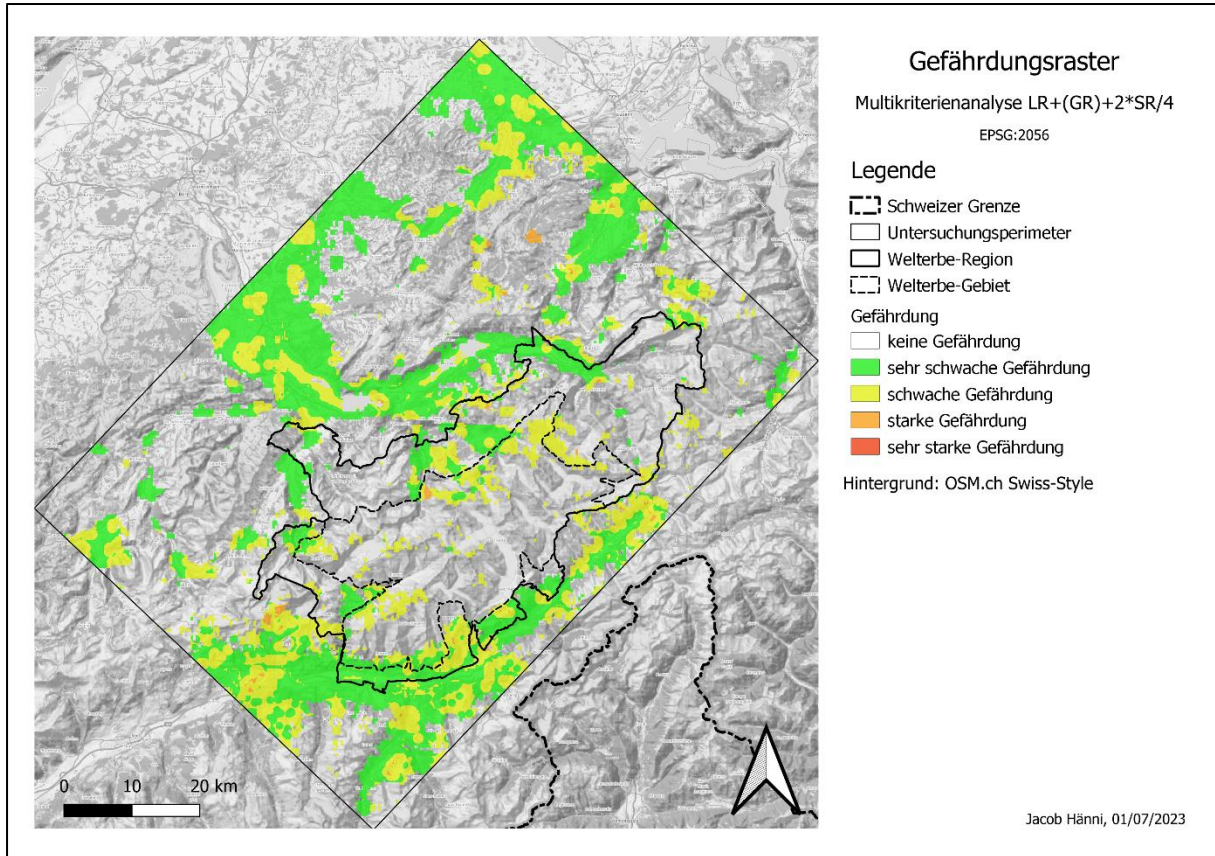 Gefährdungsraster
Multikriterienanalyse LR+(GR)+2*SR/4
EPSG:2056
Legende
Schweizer Grenze
Untersuchungsperimeter
Welterbe-Region
Welterbe-Gebiet
Gefährdung
keine Gefährdung
sehr schwache Gefährdung
schwache Gefährdung
starke Gefährdung
sehr starke Gefährdung
Hintergrund: OSM.ch Swiss-Style
0 10 20 km
Jacob Hänni, 01/07/2023